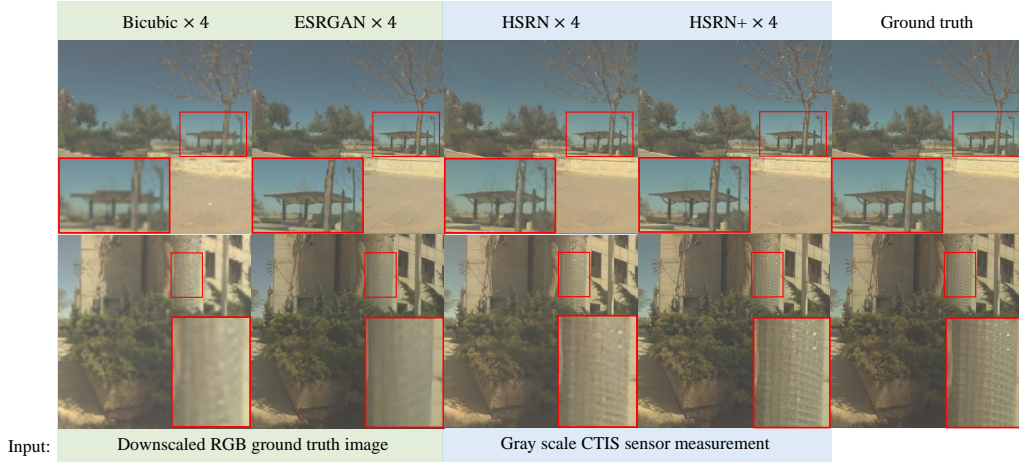 Bicubic × 4 ESRGAN × 4 HSRN × 4 HSRN+ × 4 Ground truth
Input: Downscaled RGB ground truth image Gray scale CTIS sensor measurement